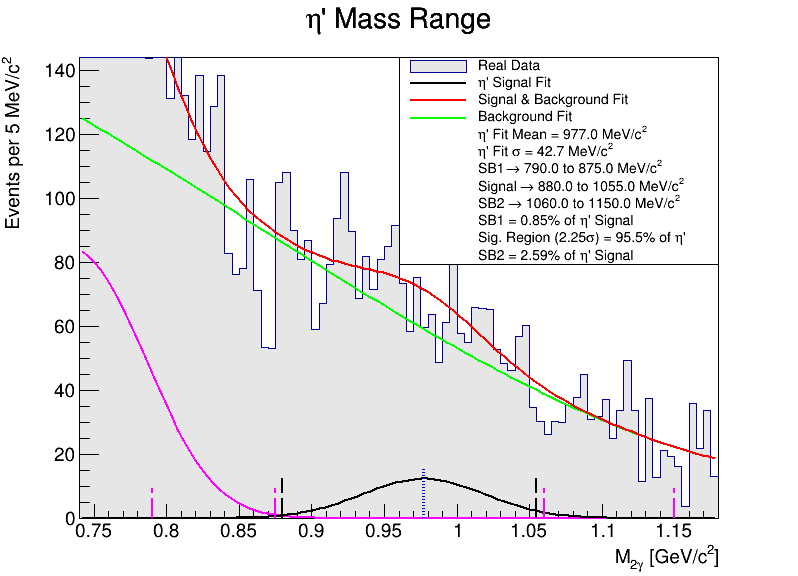 η' Mass Range
Events per 5 MeV/c²
140
120
100
80
60
40
20
0
Real Data
η' Signal Fit
Signal & Background Fit
Background Fit
η' Fit Mean = 977.0 MeV/c²
η' Fit σ = 42.7 MeV/c²
SB1 → 790.0 to 875.0 MeV/c²
Signal → 880.0 to 1055.0 MeV/c²
SB2 → 1060.0 to 1150.0 MeV/c²
SB1 = 0.85% of η' Signal
Sig. Region (2.25σ) = 95.5% of η'
SB2 = 2.59% of η' Signal
0.75 0.8 0.85 0.9 0.95 1 1.05 1.1 1.15
M₂γ [GeV/c²]